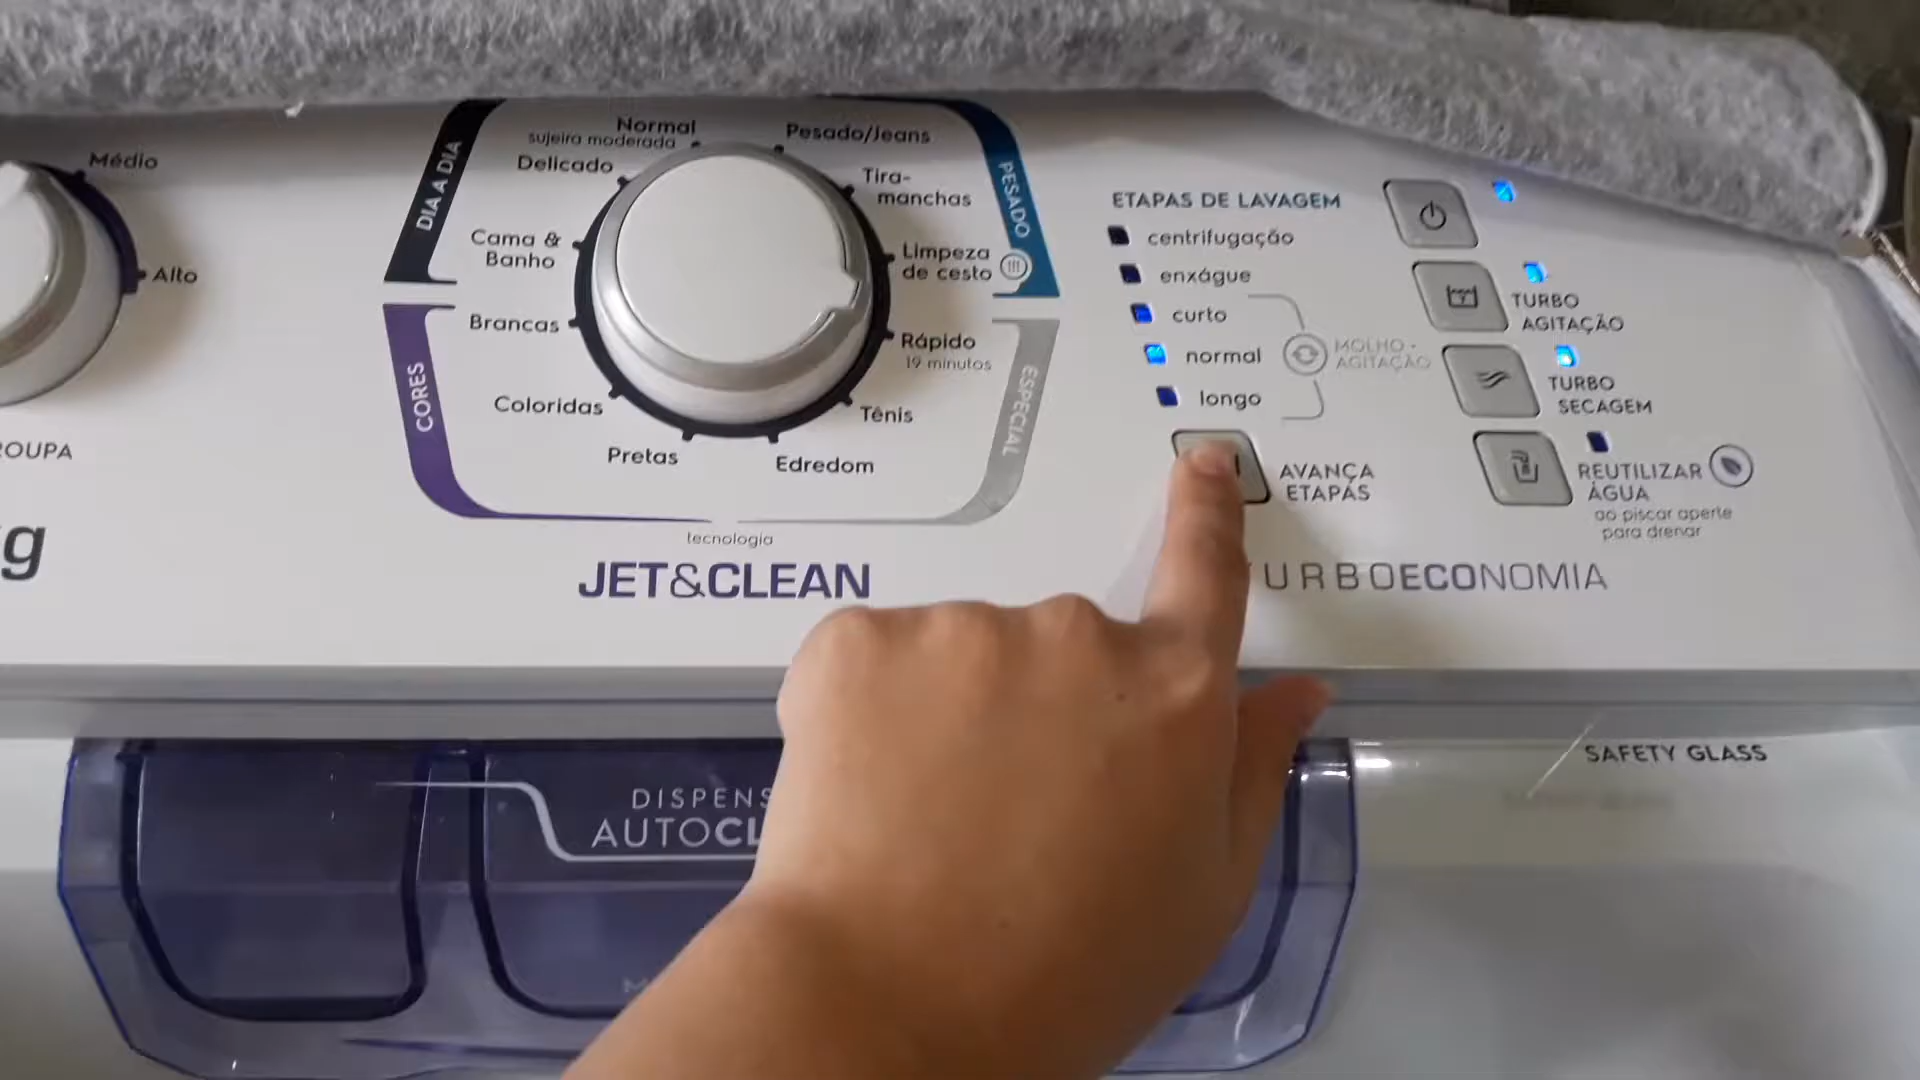 Médio
Alto
ROUPA
g
DIA A DIA
Normal
sujeira moderada
Delicado
Cama &
Banho
Brancas
Coloridas
Pretas
CORES
Pesado/Jeans
Tira-
manchas
Limpeza
de cesto
PESADO
Rápido
19 minutos
Tênis
Edredom
ESPECIAL
tecnologia
JET&CLEAN
ETAPAS DE LAVAGEM
centrifugação
enxágue
curto
normal
longo
MOLHO -
AGITAÇÃO
AVANÇA
ETAPAS
TURBO
AGITAÇÃO
TURBO
SECAGEM
REUTILIZAR
ÁGUA
ao piscar aperte
para drenar
URBOECONOMIA
DISPENS
AUTOCL
SAFETY GLASS